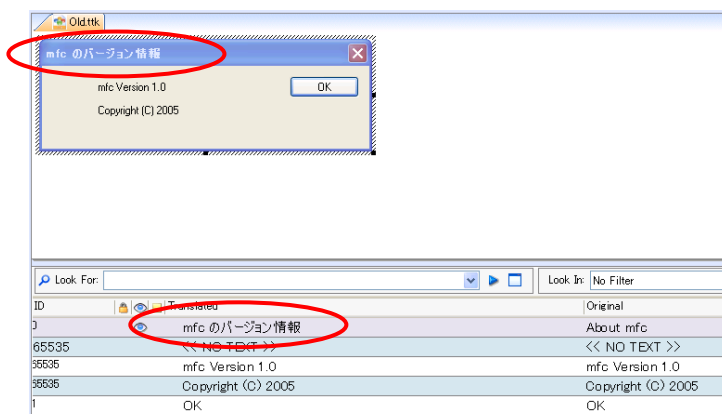 Old.ttk
mfc のバージョン情報
mfc Version 1.0
OK
Copyright (C) 2005
Look For:
Look In: No Filter
ID Translated Original
0 mfc のバージョン情報 About mfc
65535 << NO TEXT >> << NO TEXT >>
65535 mfc Version 1.0 mfc Version 1.0
65535 Copyright (C) 2005 Copyright (C) 2005
1 OK OK